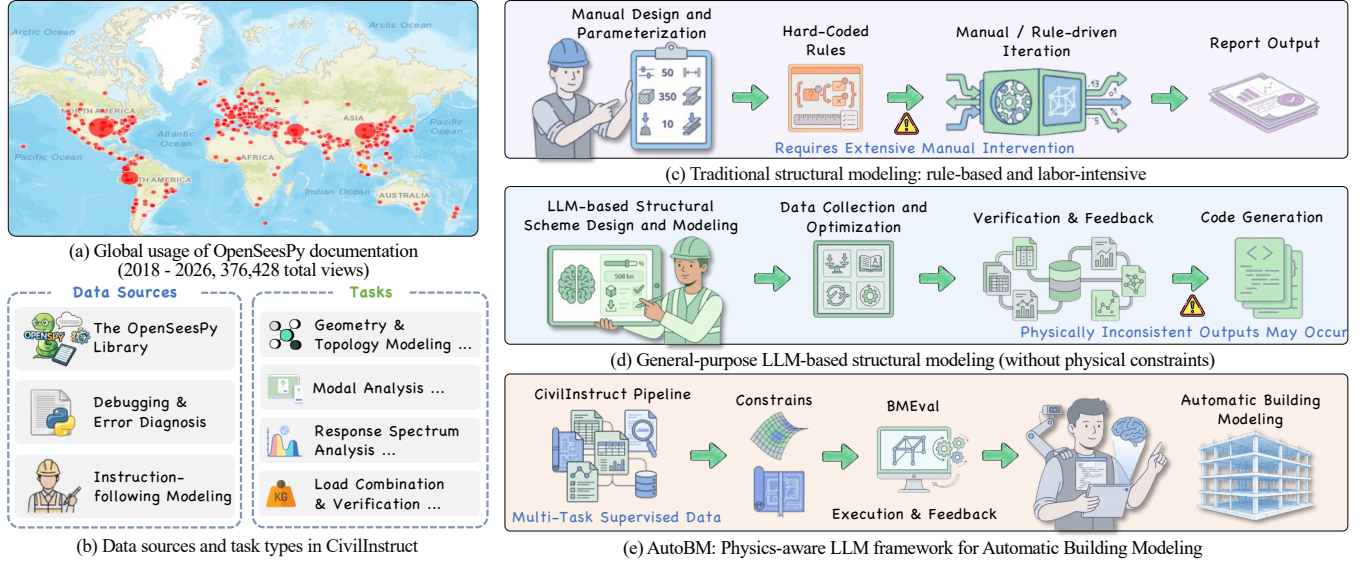 Arctic Ocean
Arctic Ocean
NORTH AMERICA
ASIA
Atlantic
Ocean
Pacific
Ocean
Pacific Ocean
AFRICA
SOUTH AMERICA
Indian Ocean
AUSTRALIA
(a) Global usage of OpenSeesPy documentation
(2018 - 2026, 376,428 total views)
Data Sources
The OpenSeesPy
Library
OPENSPY
Debugging &
Error Diagnosis
Instruction-
following Modeling
Tasks
Geometry &
Topology Modeling ...
Modal Analysis ...
Response Spectrum
Analysis ...
KG
Load Combination
& Verification ...
(b) Data sources and task types in CivilInstruct
Manual Design and
Parameterization
50
350
10
Hard-Coded
Rules
Manual / Rule-driven
Iteration
Report Output
Requires Extensive Manual Intervention
(c) Traditional structural modeling: rule-based and labor-intensive
LLM-based Structural
Scheme Design and Modeling
%
508 kn
Data Collection and
Optimization
Verification & Feedback
Code Generation
<>
Physically Inconsistent Outputs May Occur
(d) General-purpose LLM-based structural modeling (without physical constraints)
CivilInstruct Pipeline
Multi-Task Supervised Data
Constrains
BMEval
Execution & Feedback
Automatic Building
Modeling
(e) AutoBM: Physics-aware LLM framework for Automatic Building Modeling